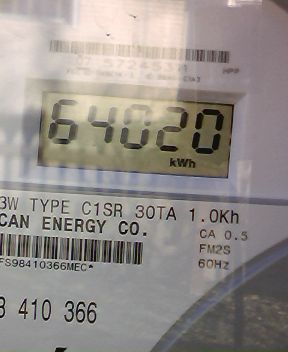 64020
kWh
3W TYPE C1SR 30TA 1.0Kh
CAN ENERGY CO.
CA 0.5
FM2S
60Hz
FS98410366MEC*
8 410 366